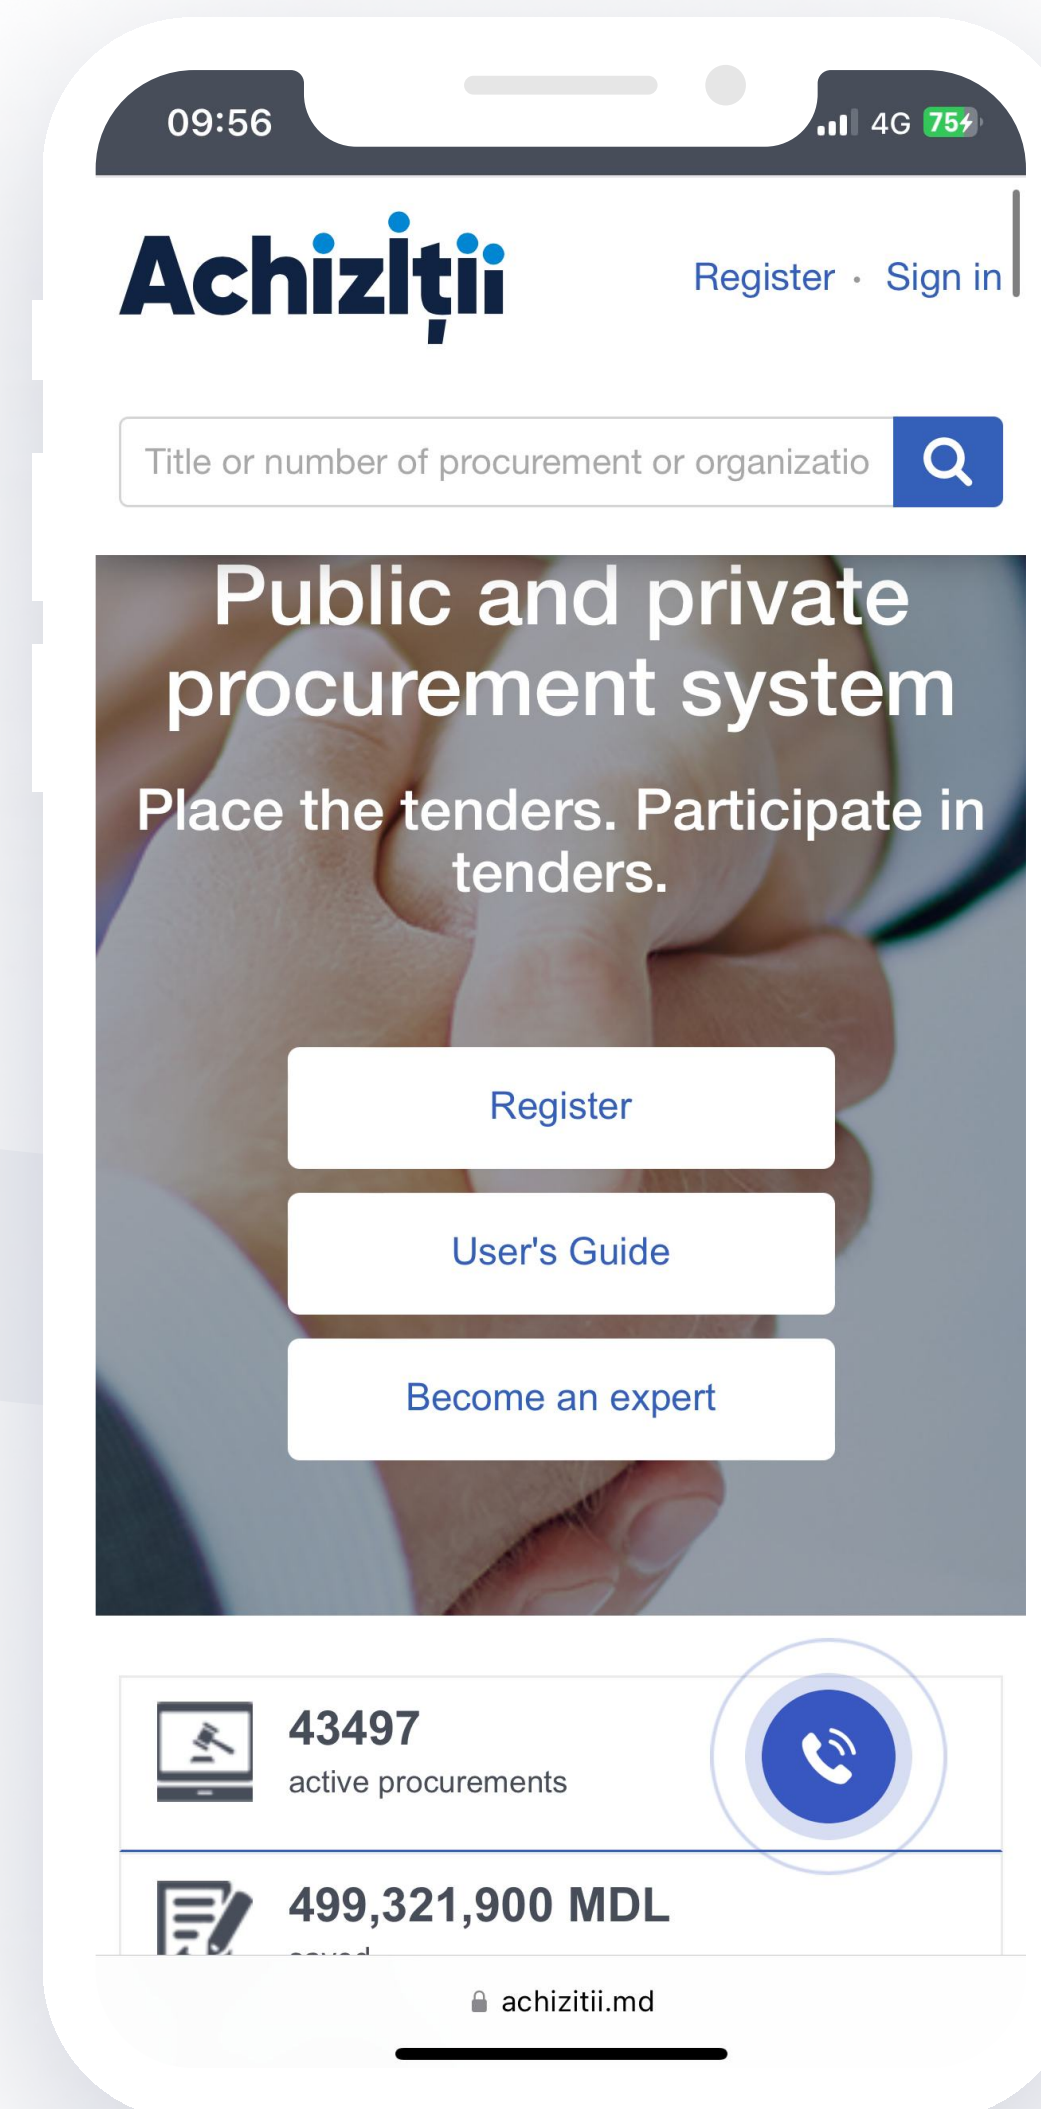 09:56
4G 75
Achiziții
Register · Sign in
Title or number of procurement or organizatio
Public and private
procurement system
Place the tenders. Participate in
tenders.
Register
User's Guide
Become an expert
43497
active procurements
499,321,900 MDL
saved
achizitii.md